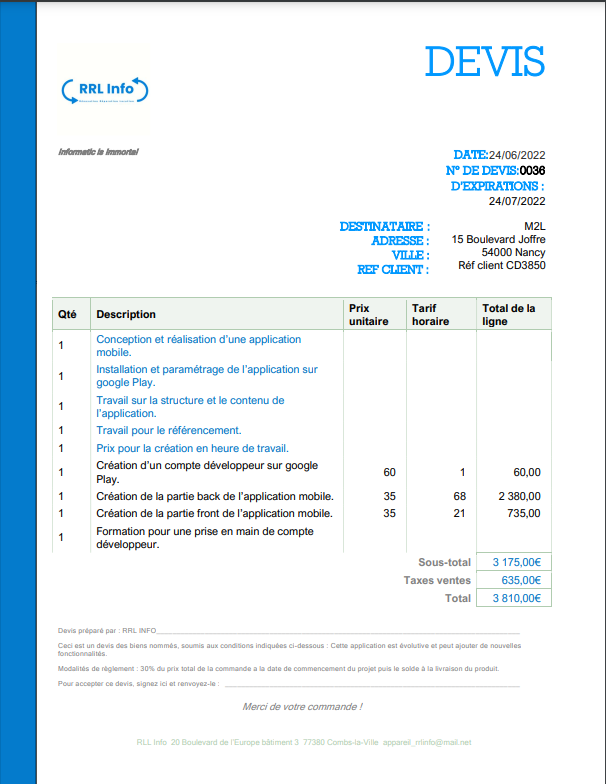 DEVIS
RRL Info
Informatic la Immortal
DATE:24/06/2022
N° DE DEVIS:0036
D'EXPIRATIONS :
24/07/2022
DESTINATAIRE : M2L
ADRESSE : 15 Boulevard Joffre
VILLE : 54000 Nancy
REF CLIENT : Réf client CD3850
Qté Description Prix unitaire Tarif horaire Total de la ligne
1 Conception et réalisation d'une application
mobile.
1 Installation et paramétrage de l'application sur
google Play.
1 Travail sur la structure et le contenu de
l'application.
1 Travail pour le référencement.
1 Prix pour la création en heure de travail.
1 Création d'un compte développeur sur google
Play. 60 1 60,00
1 Création de la partie back de l'application mobile. 35 68 2 380,00
1 Création de la partie front de l'application mobile. 35 21 735,00
1 Formation pour une prise en main de compte
développeur.
Sous-total 3 175,00€
Taxes ventes 635,00€
Total 3 810,00€
Devis préparé par : RRL INFO
Ceci est un devis des biens nommés, soumis aux conditions indiquées ci-dessous : Cette application est évolutive et peut ajouter de nouvelles
fonctionnalités.
Modalités de règlement : 30% du prix total de la commande a la date de commencement du projet puis le solde à la livraison du produit.
Pour accepter ce devis, signez ici et renvoyez-le :
Merci de votre commande !
RLL Info 20 Boulevard de l'Europe bâtiment 3 77380 Combs-la-Ville appareil_rrlinfo@mail.net